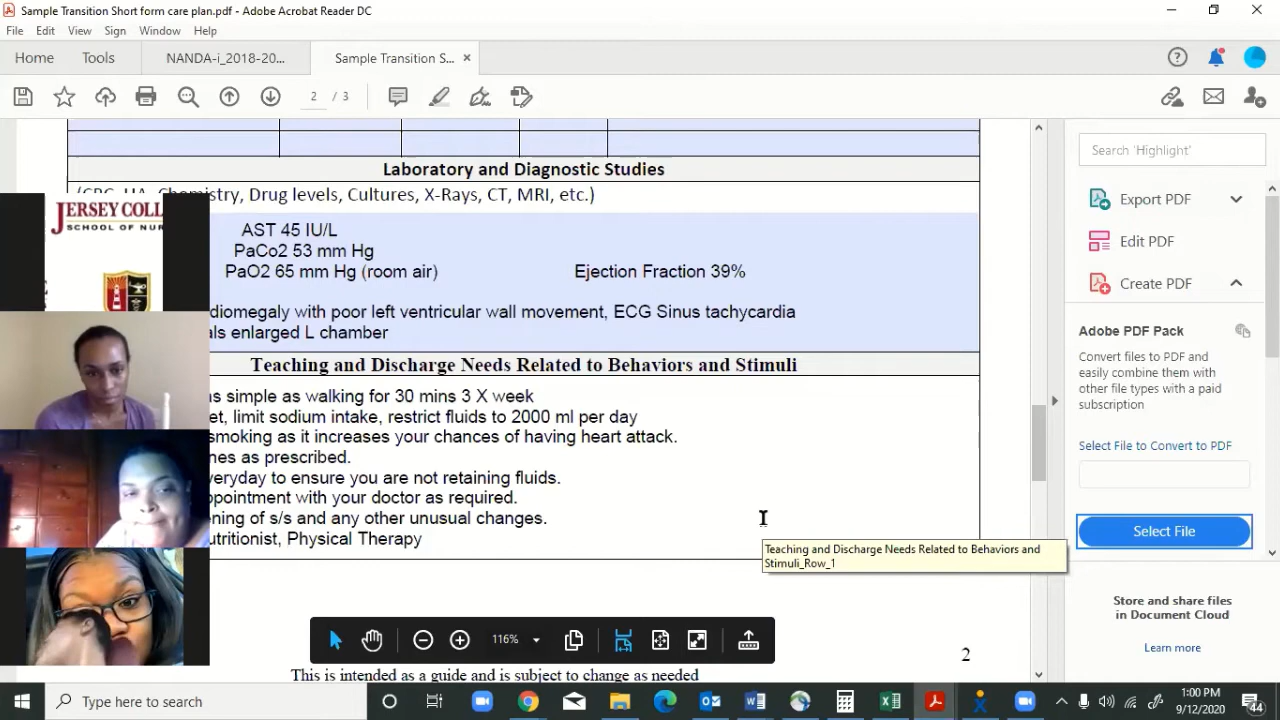 Sample Transition Short form care plan.pdf - Adobe Acrobat Reader DC
File Edit View Sign Window Help
Home Tools NANDA-i_2018-20... Sample Transition S... ×
2 / 3
Laboratory and Diagnostic Studies
Chemistry, Drug levels, Cultures, X-Rays, CT, MRI, etc.)
JERSEY COLL
SCHOOL OF NUR
AST 45 IU/L
PaCo2 53 mm Hg
PaO2 65 mm Hg (room air) Ejection Fraction 39%
diomegaly with poor left ventricular wall movement, ECG Sinus tachycardia
als enlarged L chamber
Teaching and Discharge Needs Related to Behaviors and Stimuli
as simple as walking for 30 mins 3 X week
et, limit sodium intake, restrict fluids to 2000 ml per day
smoking as it increases your chances of having heart attack.
nes as prescribed.
everyday to ensure you are not retaining fluids.
ppointment with your doctor as required.
ening of s/s and any other unusual changes.
utritionist, Physical Therapy
Teaching and Discharge Needs Related to Behaviors and
Stimuli_Row_1
116%
2
This is intended as a guide and is subject to change as needed
Search 'Highlight'
Export PDF
Edit PDF
Create PDF
Adobe PDF Pack
Convert files to PDF and
easily combine them with
other file types with a paid
subscription
Select File to Convert to PDF
Select File
Store and share files
in Document Cloud
Learn more
Type here to search
1:00 PM
9/12/2020
44